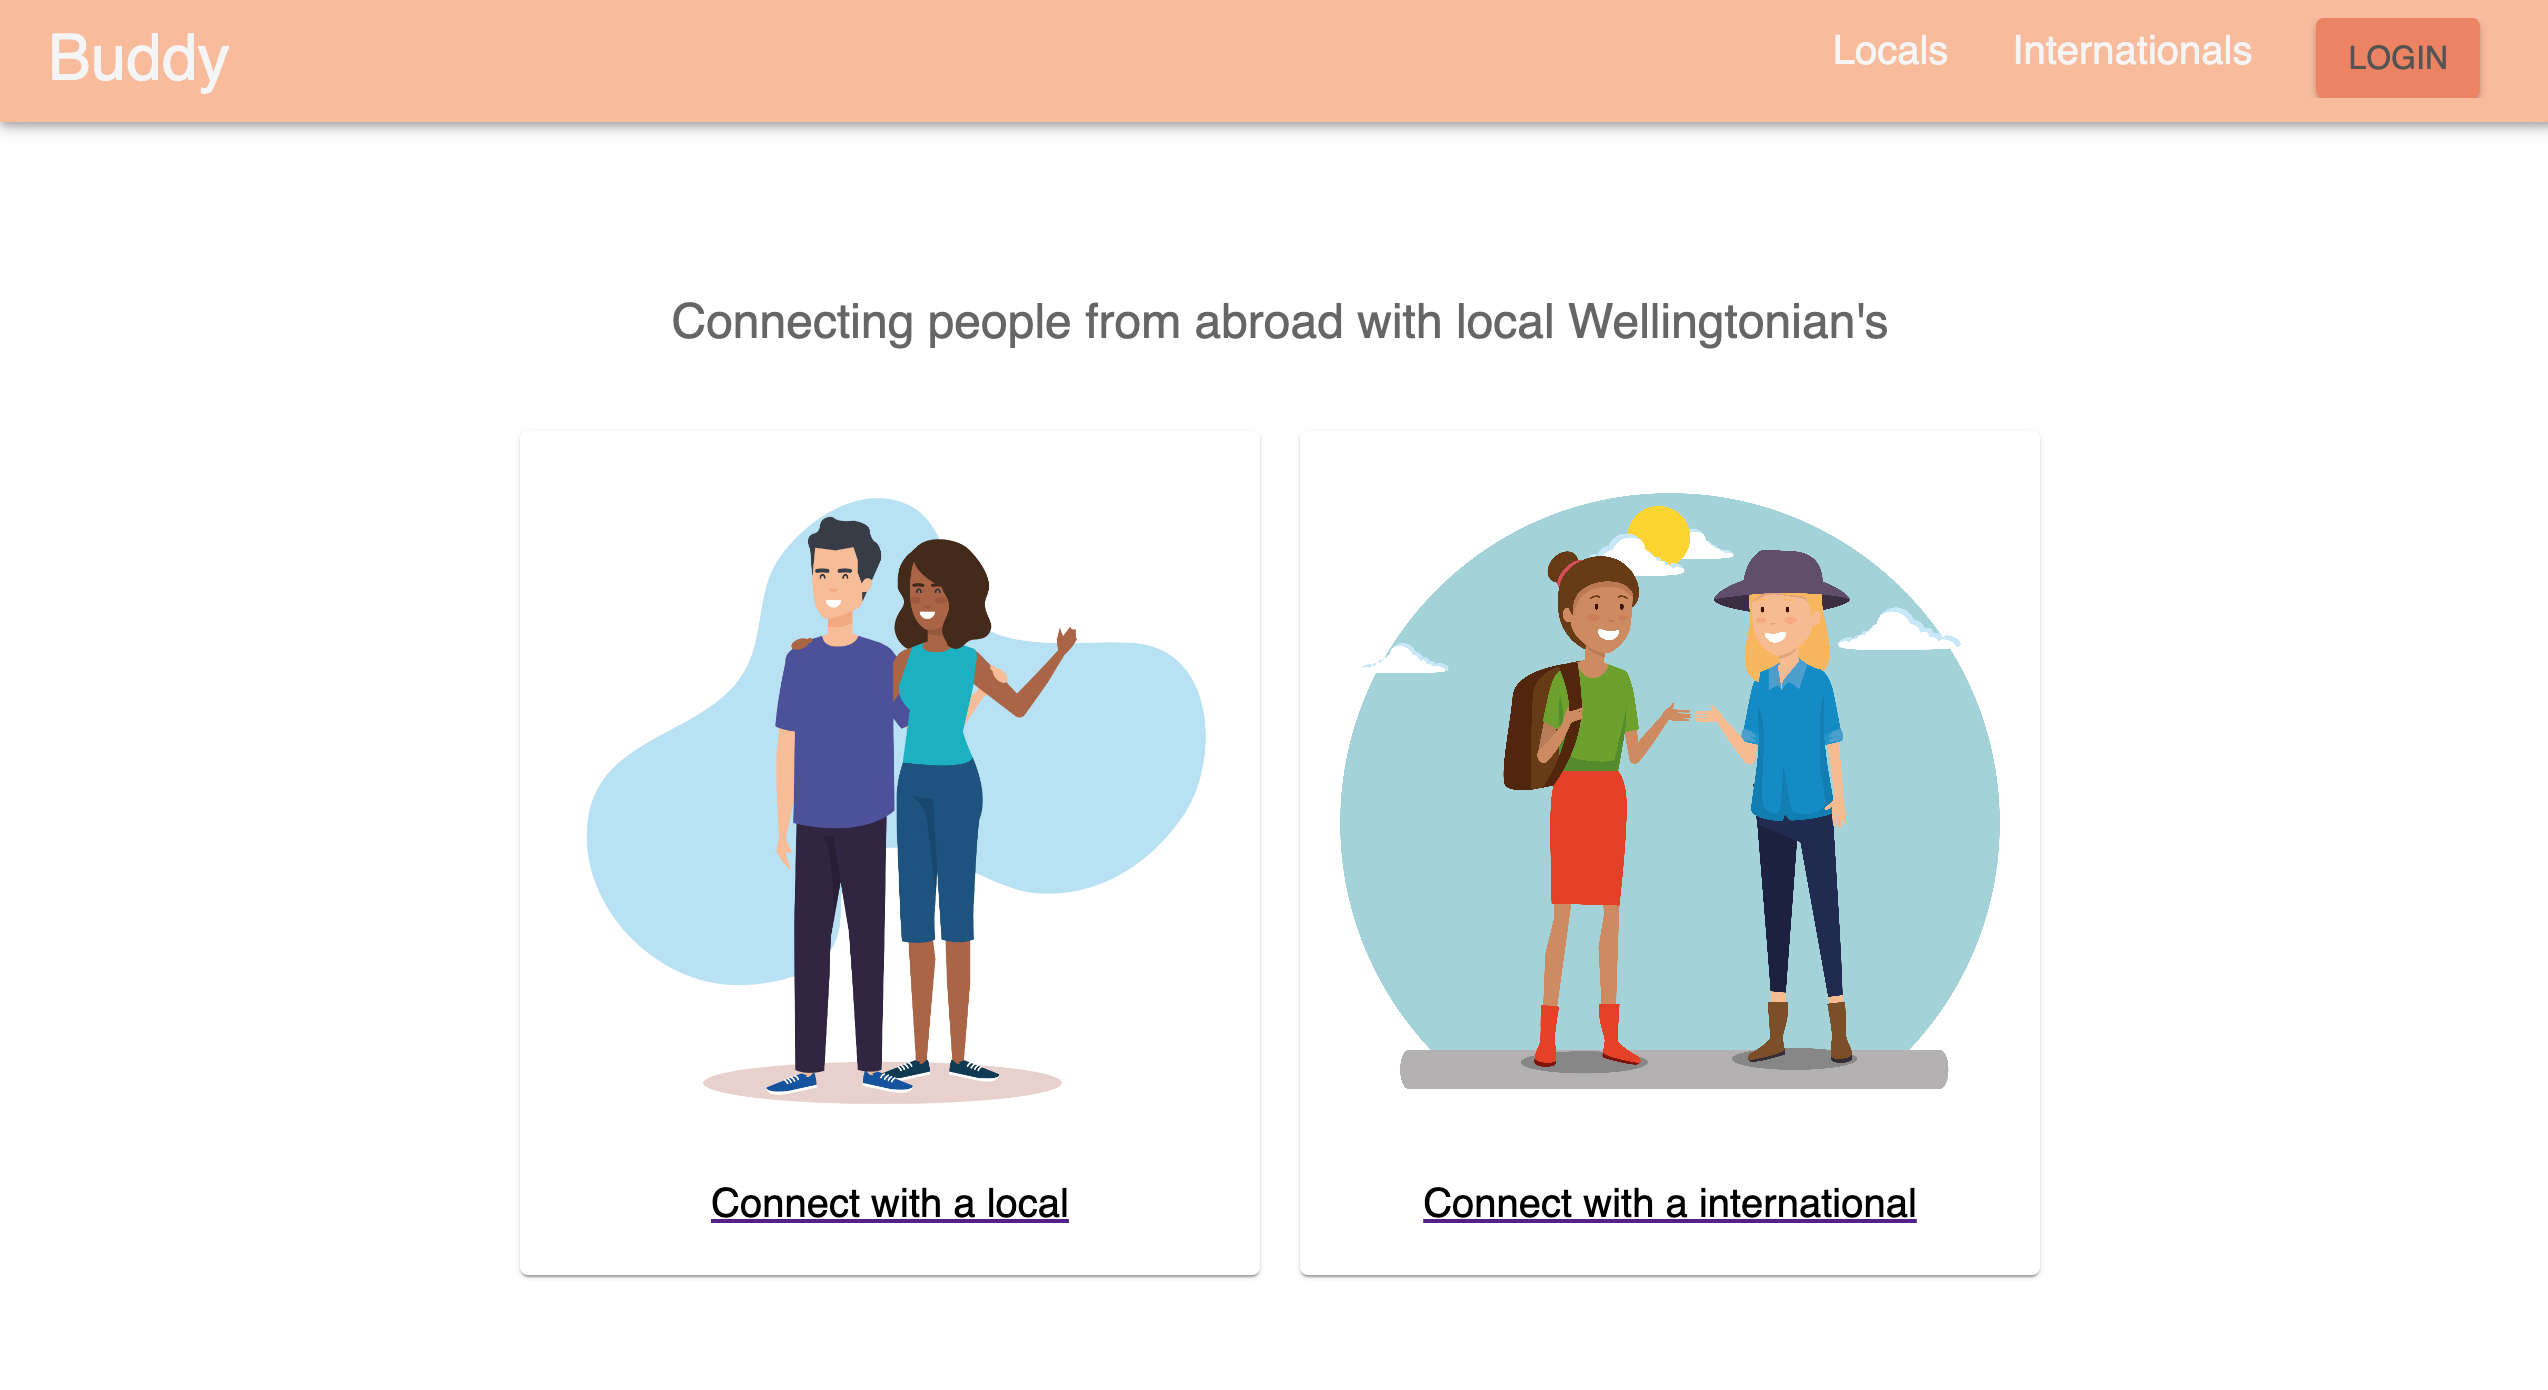 Buddy
Locals
Internationals
LOGIN
Connecting people from abroad with local Wellingtonian's
Connect with a local
Connect with a international